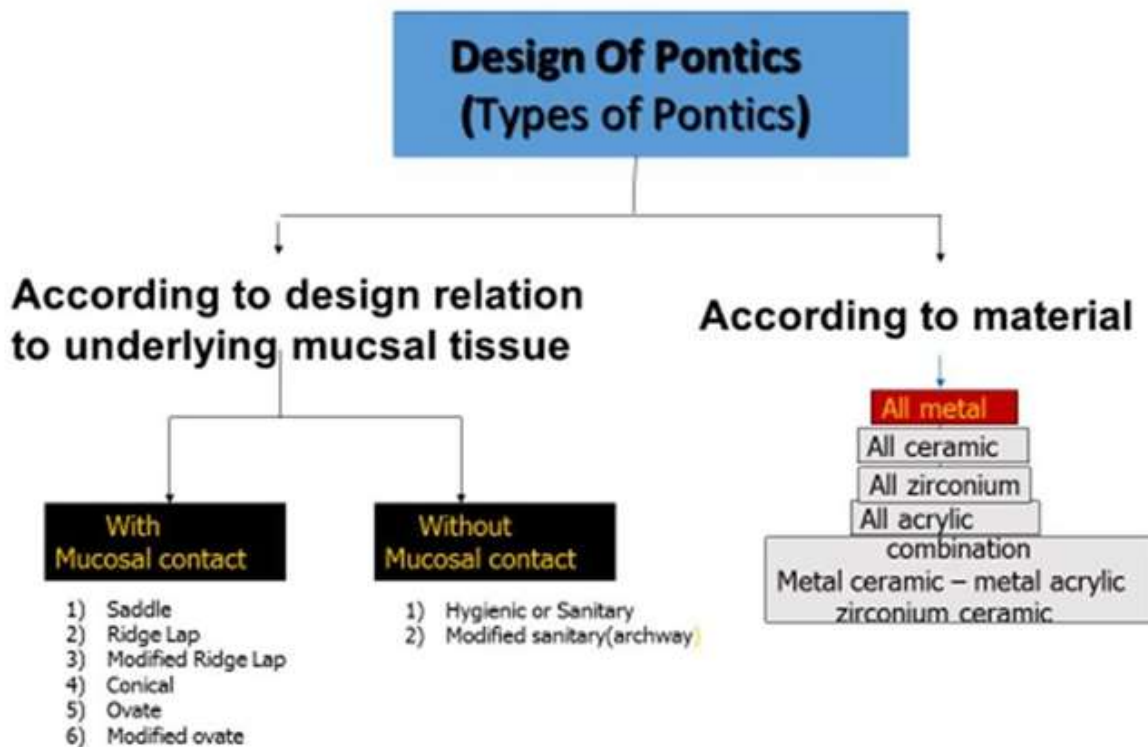 Design Of Pontics
(Types of Pontics)
According to design relation
to underlying mucsal tissue
With
Mucosal contact
1) Saddle
2) Ridge Lap
3) Modified Ridge Lap
4) Conical
5) Ovate
6) Modified ovate
Without
Mucosal contact
1) Hygienic or Sanitary
2) Modified sanitary(archway)
According to material
All metal
All ceramic
All zirconium
All acrylic
combination
Metal ceramic – metal acrylic
zirconium ceramic